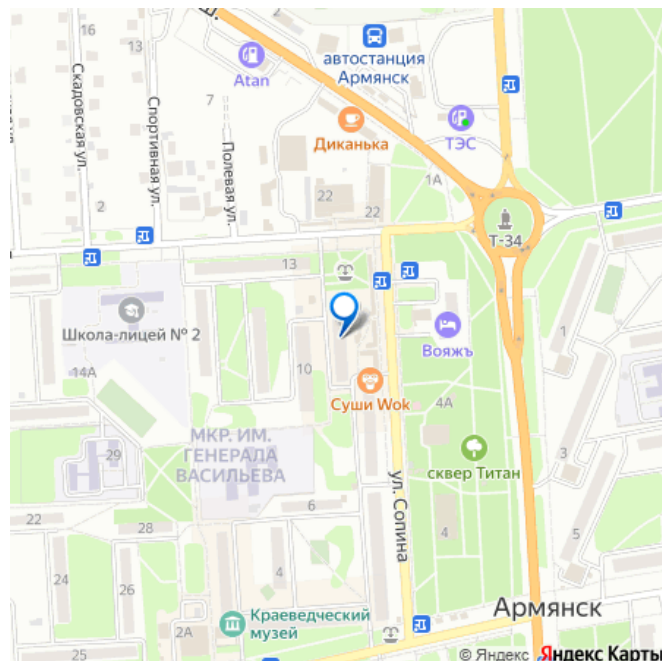 ш.
автостанция
Армянск
Atan
Скадовская ул.
Спортивная ул.
7
Полевая ул.
Диканька
ТЭС
1А
2
22
22
Т-34
13
Школа-лицей № 2
Вояжъ
1
14А
10
Суши Wok
4А
МКР. ИМ.
ГЕНЕРАЛА
ВАСИЛЬЕВА
29
сквер Титан
3
ул. Сопина
22
28
6
4
5
24
26
4
Армянск
Краеведческий
музей
2А
25
© Яндекс Яндекс Карты